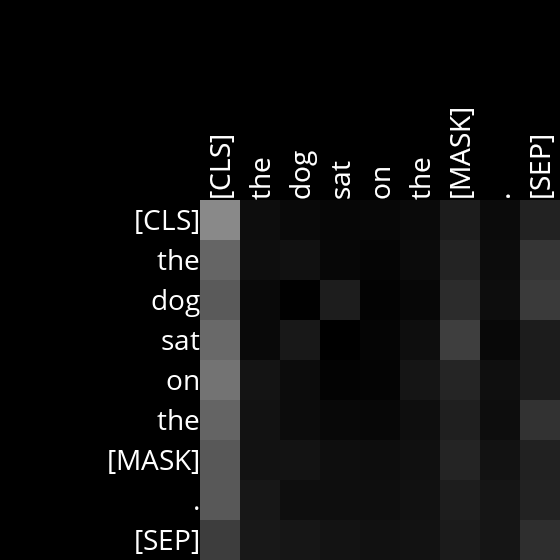 [CLS] the dog sat on the [MASK] . [SEP]
[CLS]
the
dog
sat
on
the
[MASK]
.
[SEP]